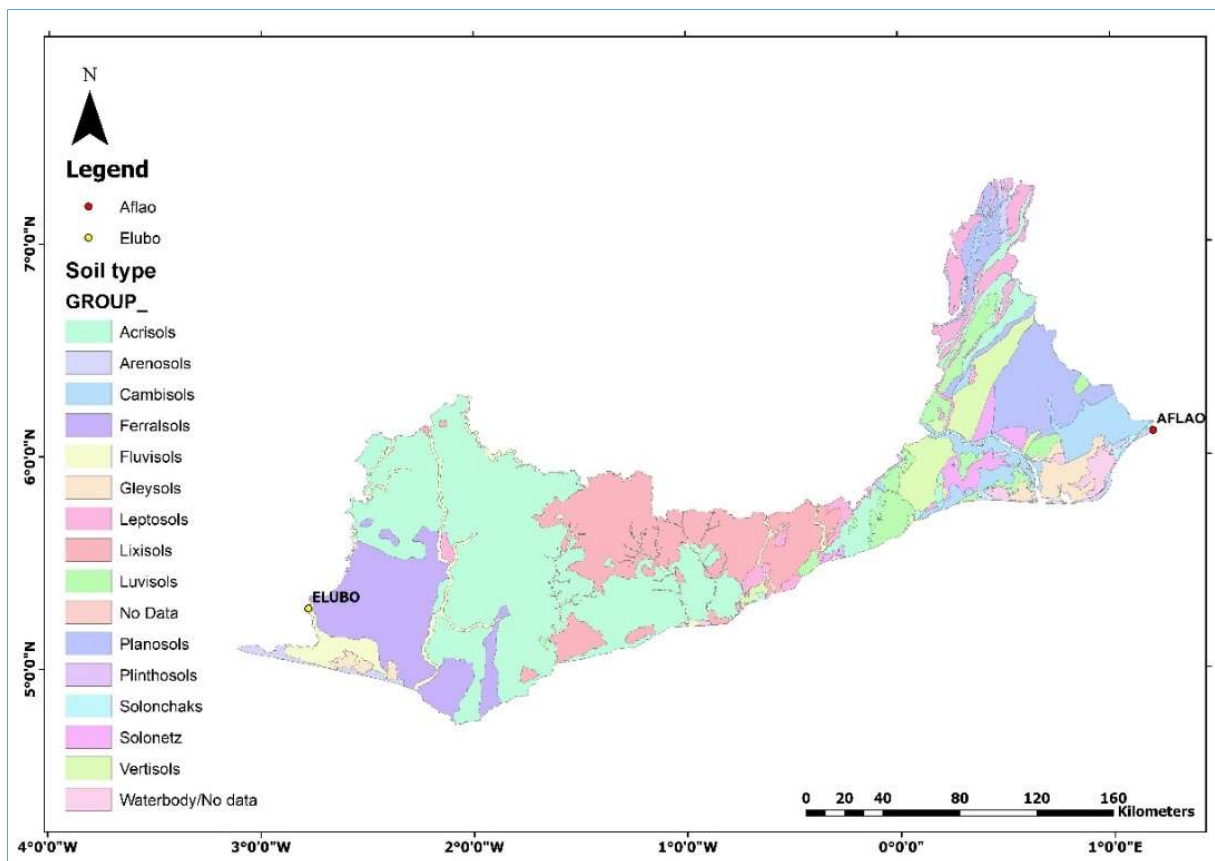 N
Legend
Aflao
Elubo
Soil type
GROUP_
Acrisols
Arenosols
Cambisols
Ferralsols
Fluvisols
Gleysols
Leptosols
Lixisols
Luvisols
No Data
Planosols
Plinthosols
Solonchaks
Solonetz
Vertisols
Waterbody/No data
7°0'0"N
6°0'0"N
5°0'0"N
AFLAO
ELUBO
0 20 40 80 120 160
Kilometers
4°0'0"W 3°0'0"W 2°0'0"W 1°0'0"W 0°0'0" 1°0'0"E